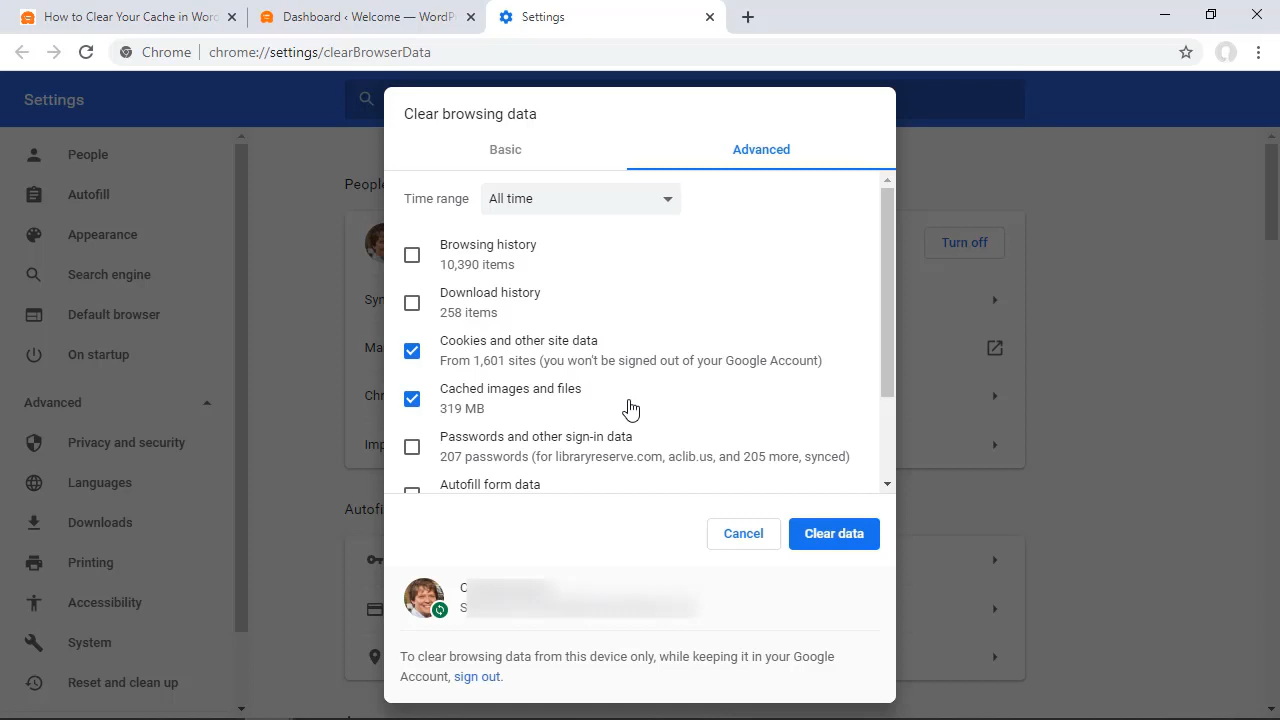 How to Clear Your Cache in Wor
Dashboard ‹ Welcome — WordP
Settings
Chrome
chrome://settings/clearBrowserData
Settings
People
Autofill
Appearance
Search engine
Default browser
On startup
Advanced
Privacy and security
Languages
Downloads
Printing
Accessibility
System
Reset and clean up
People
Turn off
Syn
Ma
Chr
Imp
Autofi
Clear browsing data
Basic
Advanced
Time range
All time
Browsing history
10,390 items
Download history
258 items
Cookies and other site data
From 1,601 sites (you won't be signed out of your Google Account)
Cached images and files
319 MB
Passwords and other sign-in data
207 passwords (for libraryreserve.com, aclib.us, and 205 more, synced)
Autofill form data
Cancel
Clear data
To clear browsing data from this device only, while keeping it in your Google
Account, sign out.